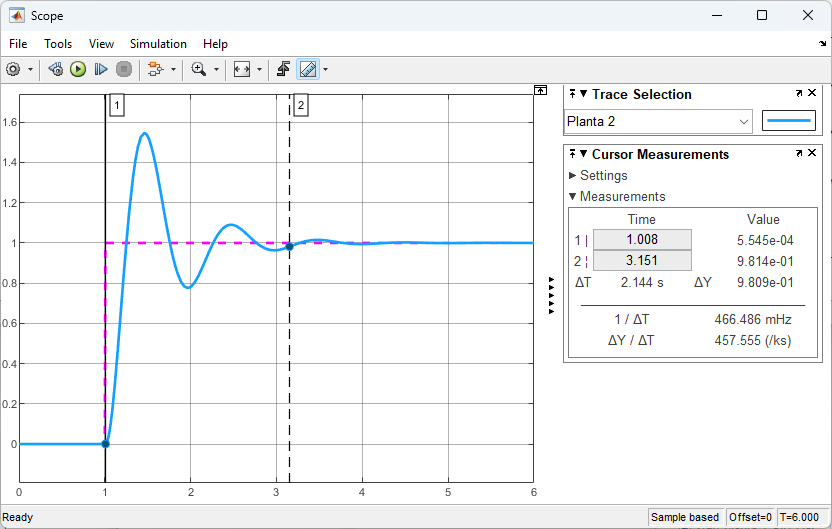 Scope
File Tools View Simulation Help
1
2
1.6
1.4
1.2
1
0.8
0.6
0.4
0.2
0
0 1 2 3 4 5 6
Trace Selection
Planta 2
Cursor Measurements
Settings
Measurements
Time Value
1 | 1.008 5.545e-04
2 ¦ 3.151 9.814e-01
ΔT 2.144 s ΔY 9.809e-01
1 / ΔT 466.486 mHz
ΔY / ΔT 457.555 (/ks)
Ready Sample based Offset=0 T=6.000